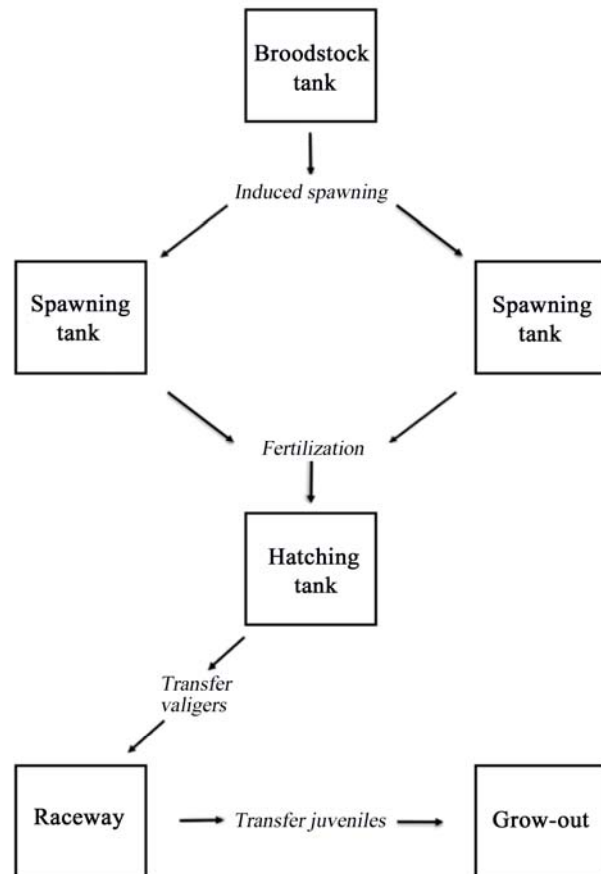 Broodstock
tank
Induced spawning
Spawning
tank
Spawning
tank
Fertilization
Hatching
tank
Transfer
valigers
Raceway
Transfer juveniles
Grow-out